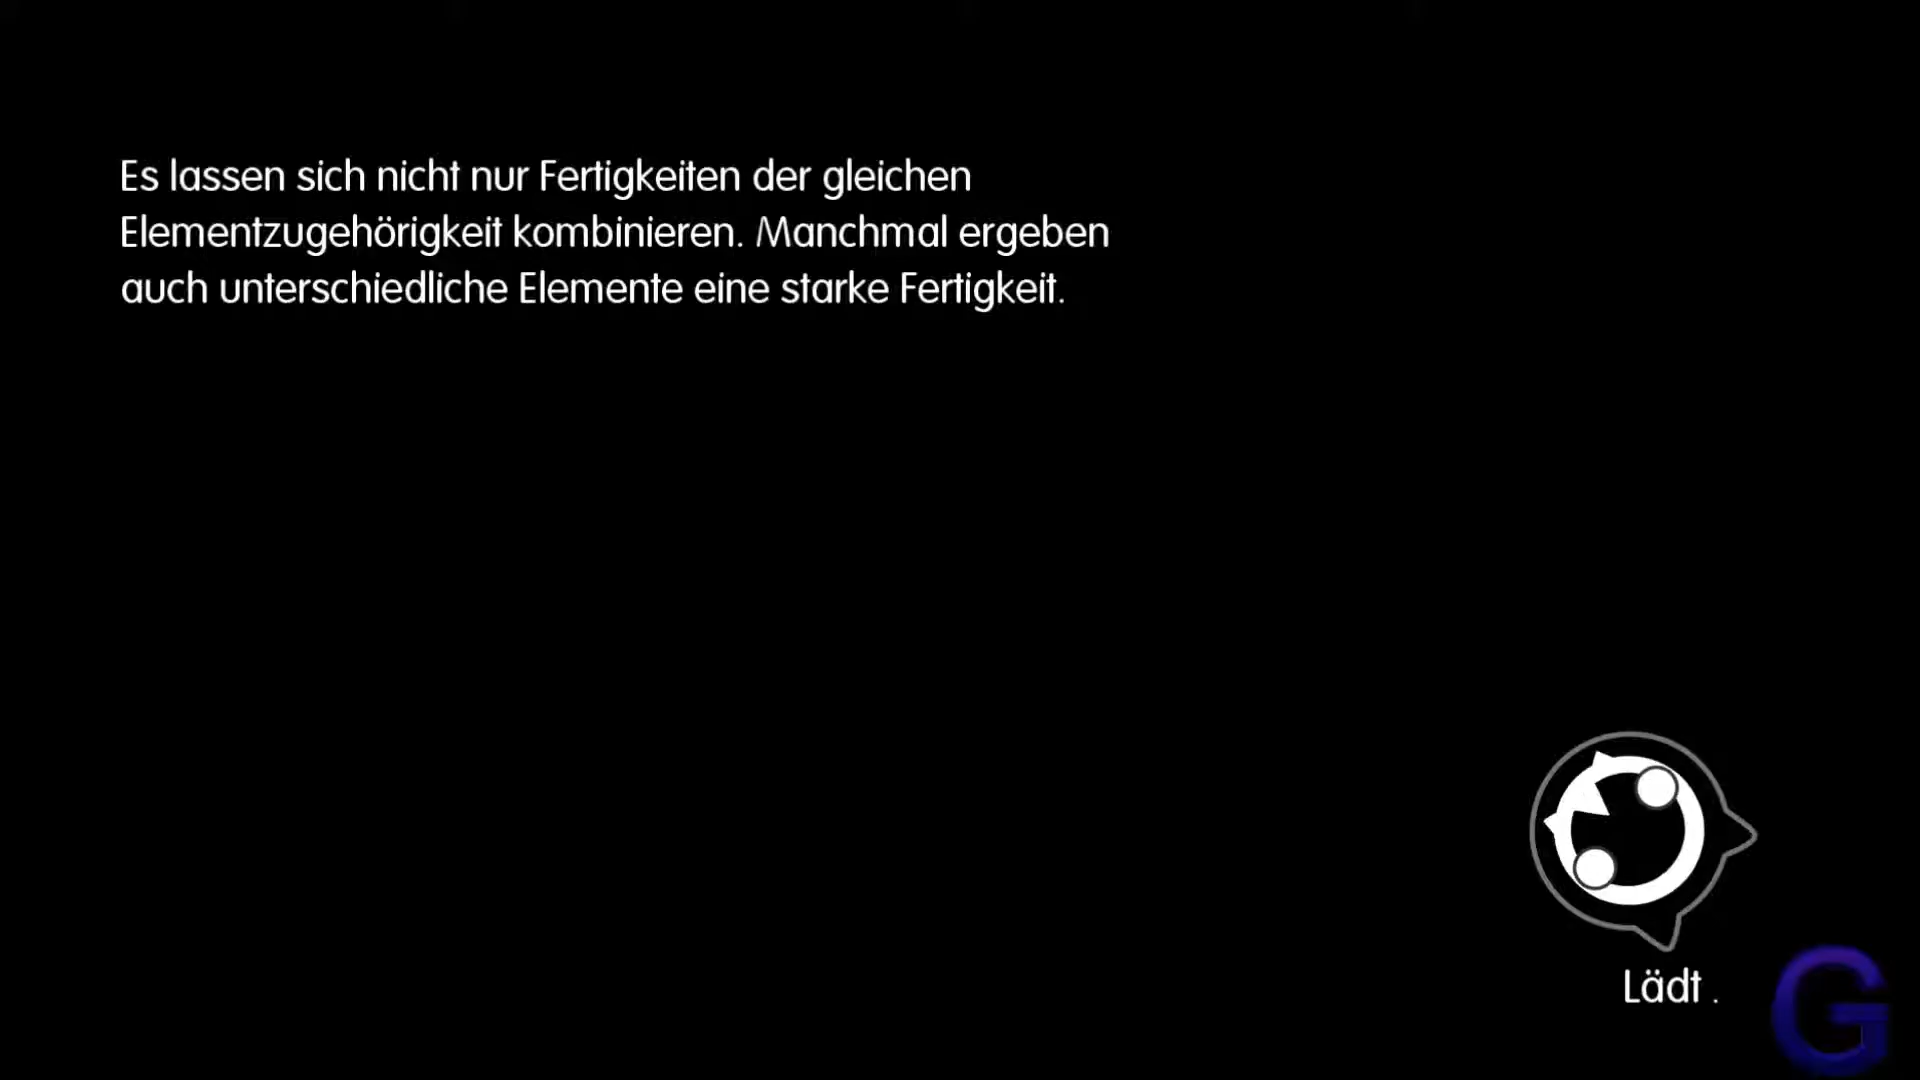 Es lassen sich nicht nur Fertigkeiten der gleichen
Elementzugehörigkeit kombinieren. Manchmal ergeben
auch unterschiedliche Elemente eine starke Fertigkeit.
Lädt .
G